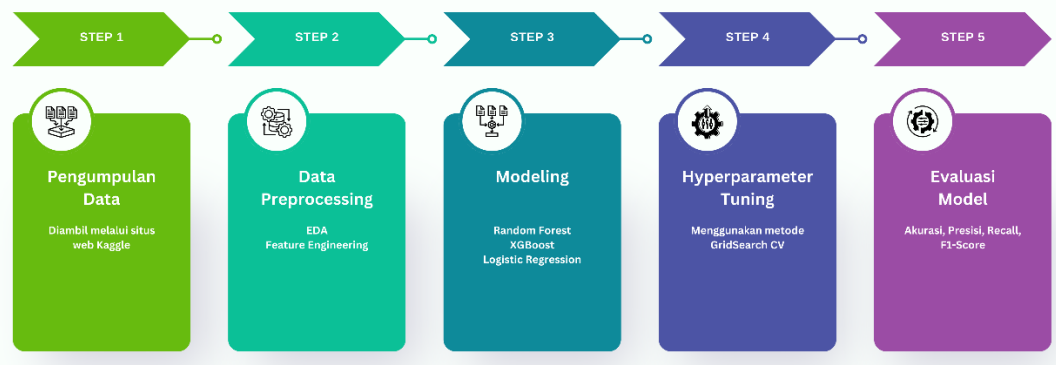 STEP 1
STEP 2
STEP 3
STEP 4
STEP 5
Pengumpulan
Data
Diambil melalui situs
web Kaggle
Data
Preprocessing
EDA
Feature Engineering
Modeling
Random Forest
XGBoost
Logistic Regression
Hyperparameter
Tuning
Menggunakan metode
GridSearch CV
Evaluasi
Model
Akurasi, Presisi, Recall,
F1-Score